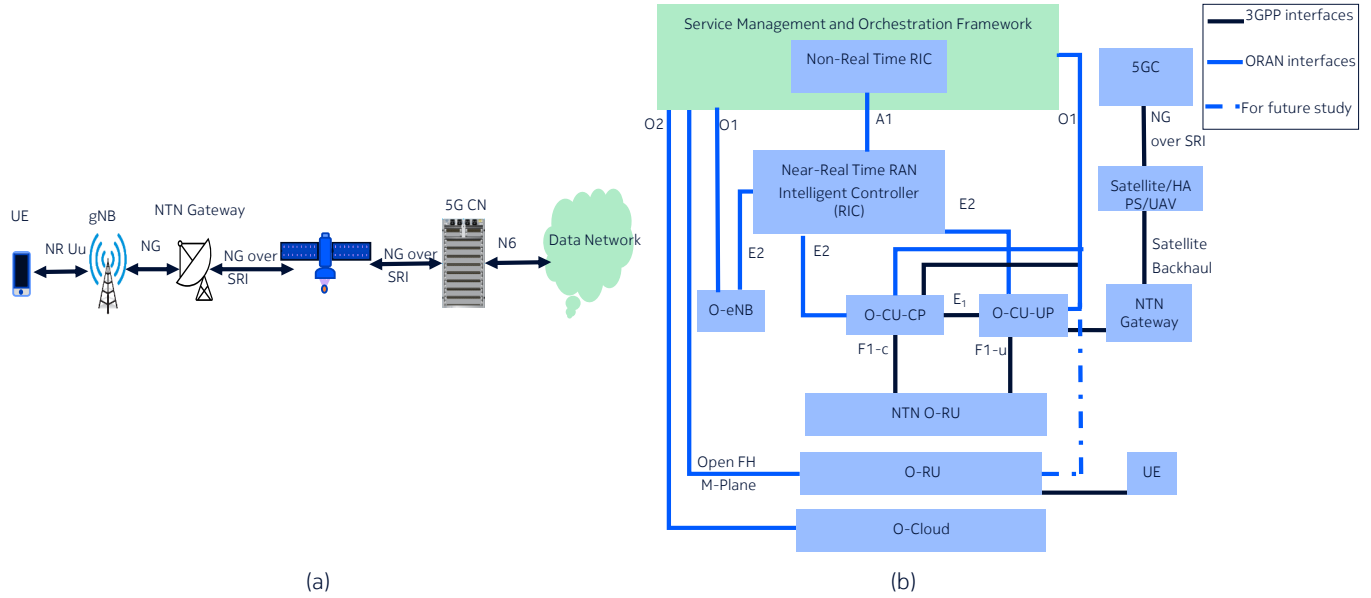 UE
gNB
NTN Gateway
5G CN
NR Uu
NG
NG over
SRI
NG over
SRI
N6
Data Network
(a)
Service Management and Orchestration Framework
Non-Real Time RIC
O2
O1
A1
O1
Near-Real Time RAN
Intelligent Controller
(RIC)
E2
E2
E2
O-eNB
O-CU-CP
E1
O-CU-UP
F1-c
F1-u
NTN O-RU
Open FH
M-Plane
O-RU
UE
O-Cloud
5GC
NG
over SRI
Satellite/HA
PS/UAV
Satellite
Backhaul
NTN
Gateway
3GPP interfaces
ORAN interfaces
For future study
(b)